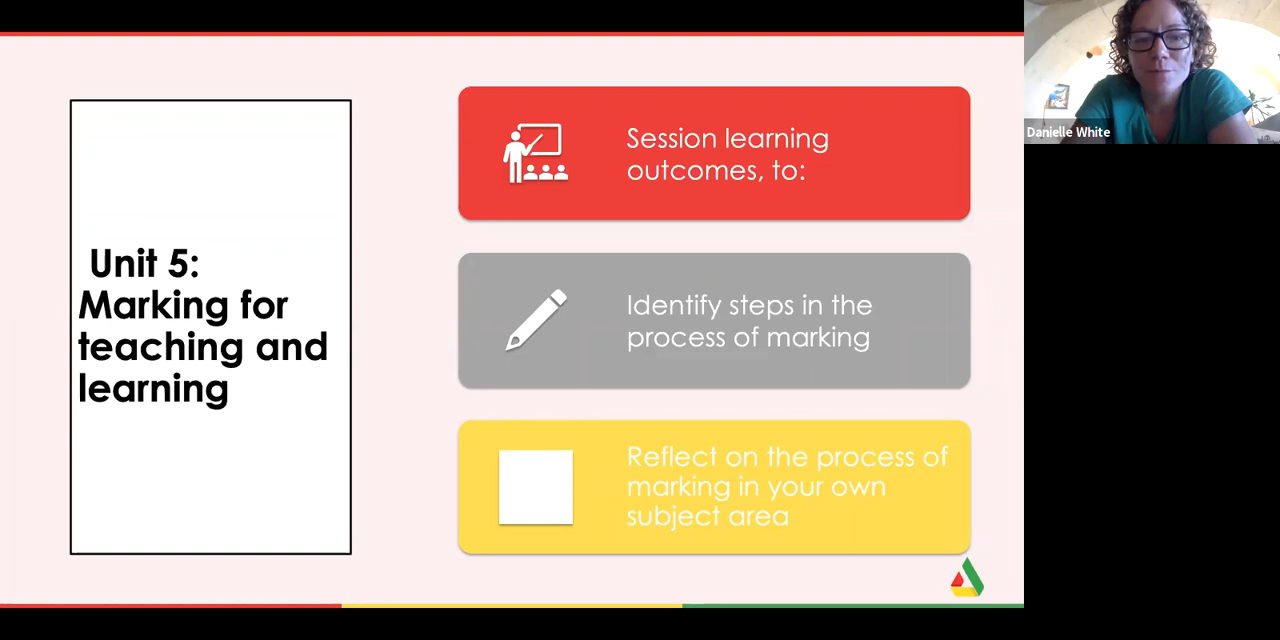 Unit 5:
Marking for
teaching and
learning
Session learning
outcomes, to:
Identify steps in the
process of marking
Reflect on the process of
marking in your own
subject area
Danielle White